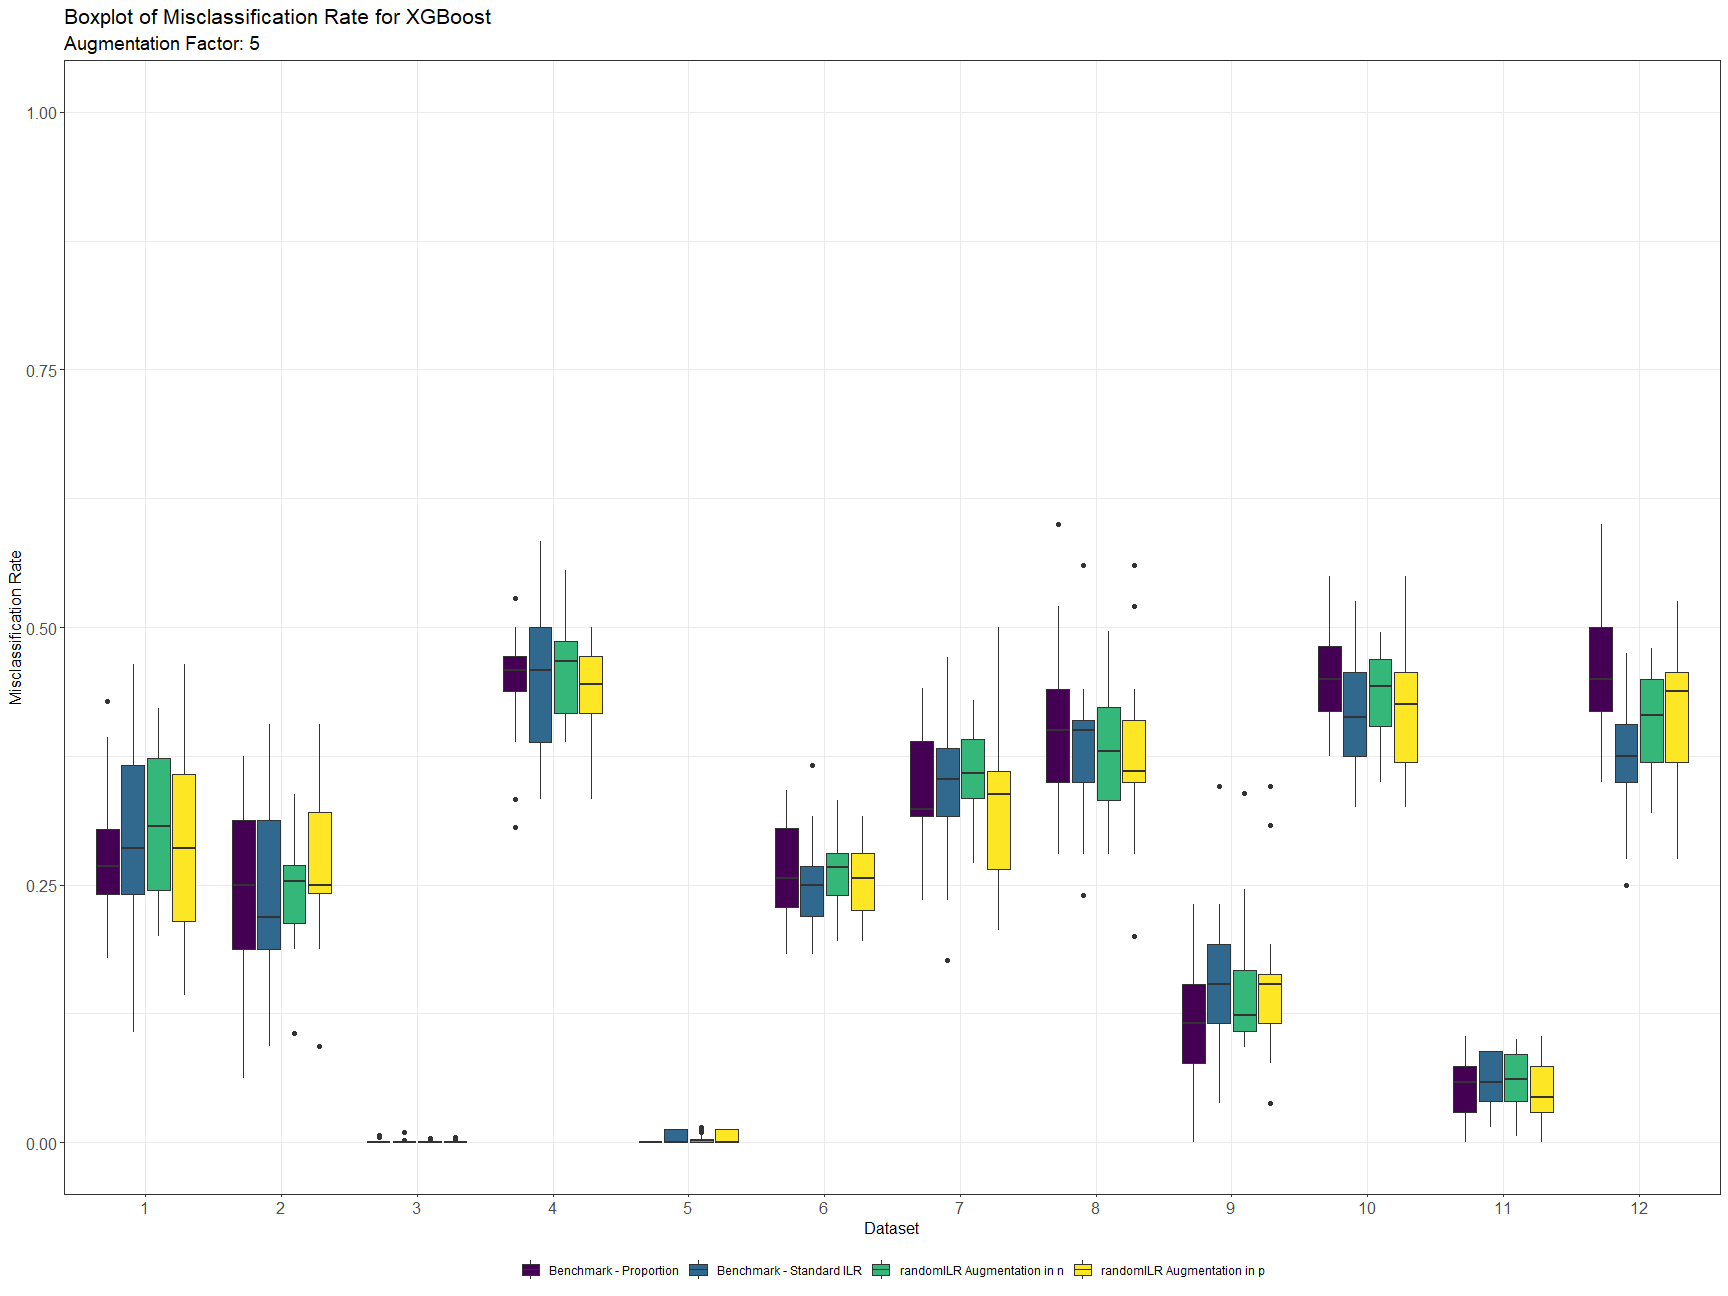 Boxplot of Misclassification Rate for XGBoost
Augmentation Factor: 5
Misclassification Rate
1.00
0.75
0.50
0.25
0.00
1 2 3 4 5 6 7 8 9 10 11 12
Dataset
Benchmark - Proportion Benchmark - Standard ILR randomILR Augmentation in n randomILR Augmentation in p